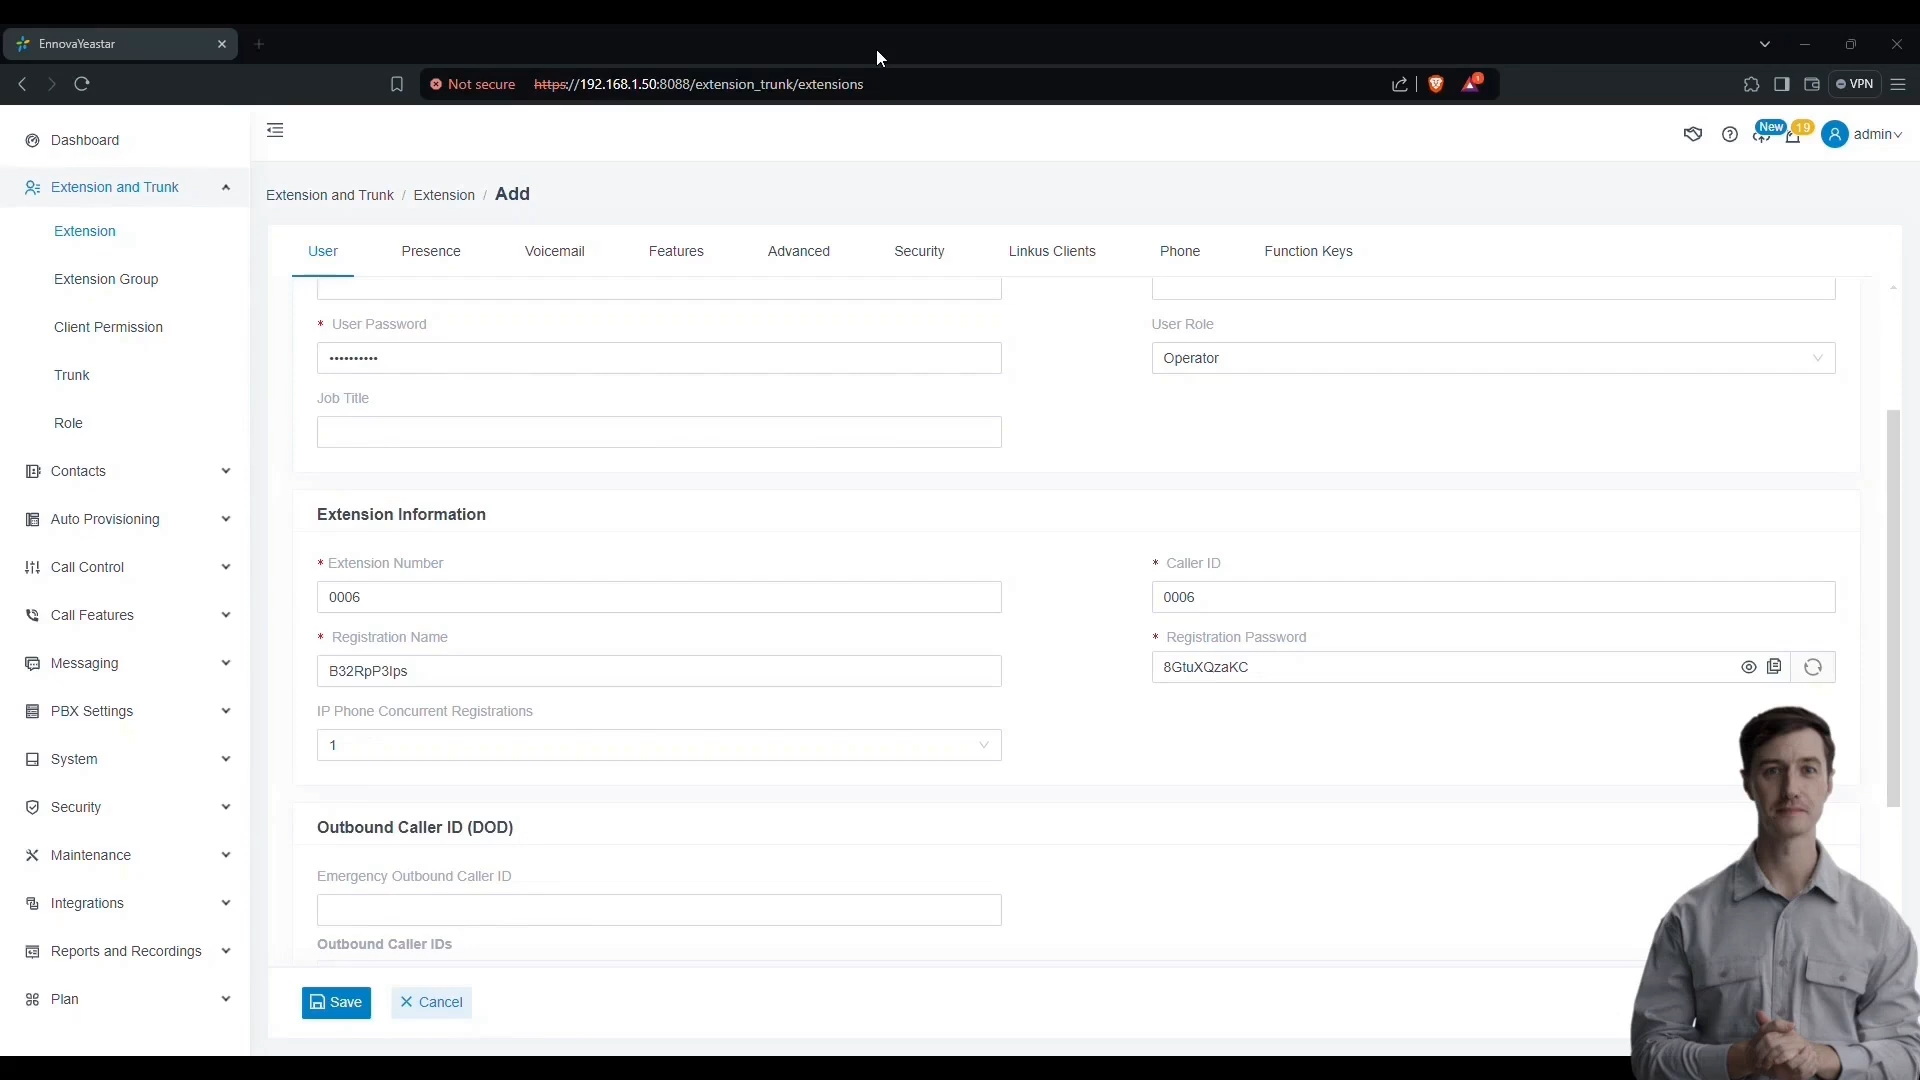 EnnovaYeastar
Not secure https://192.168.1.50:8088/extension_trunk/extensions
1
VPN
Dashboard
Extension and Trunk
Extension
Extension Group
Client Permission
Trunk
Role
Contacts
Auto Provisioning
Call Control
Call Features
Messaging
PBX Settings
System
Security
Maintenance
Integrations
Reports and Recordings
Plan
New 19 admin
Extension and Trunk / Extension / Add
User Presence Voicemail Features Advanced Security Linkus Clients Phone Function Keys
* User Password User Role
•••••••••• Operator
Job Title
Extension Information
* Extension Number * Caller ID
0006 0006
* Registration Name * Registration Password
B32RpP3Ips 8GtuXQzaKC
IP Phone Concurrent Registrations
1
Outbound Caller ID (DOD)
Emergency Outbound Caller ID
Outbound Caller IDs
Save Cancel